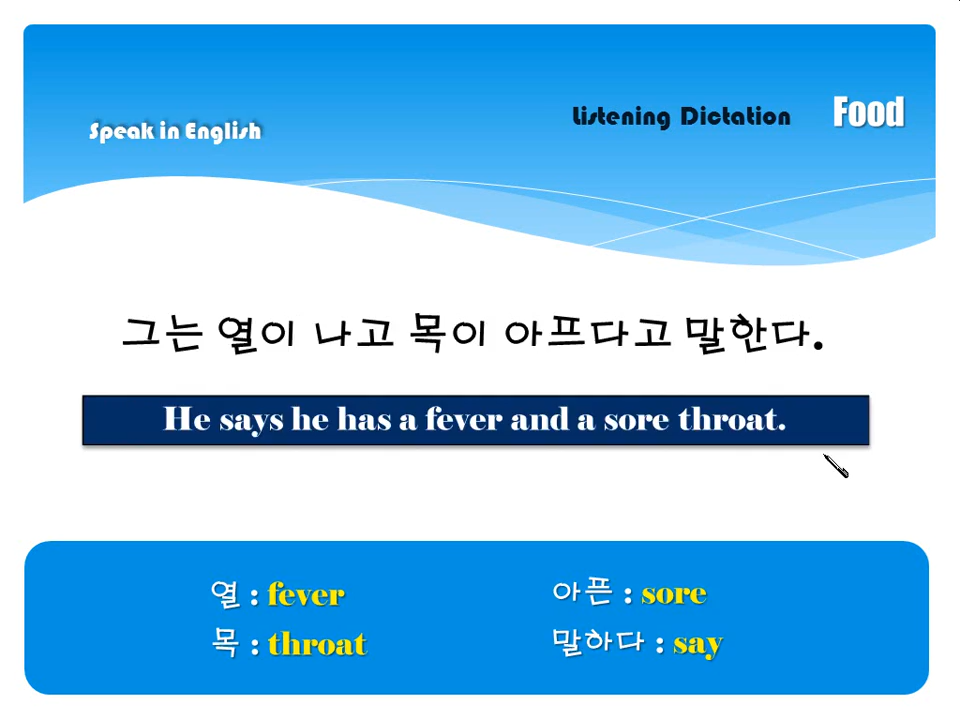 Speak in English
Listening Dictation Food
그는 열이 나고 목이 아프다고 말한다.
He says he has a fever and a sore throat.
열 : fever
목 : throat
아픈 : sore
말하다 : say